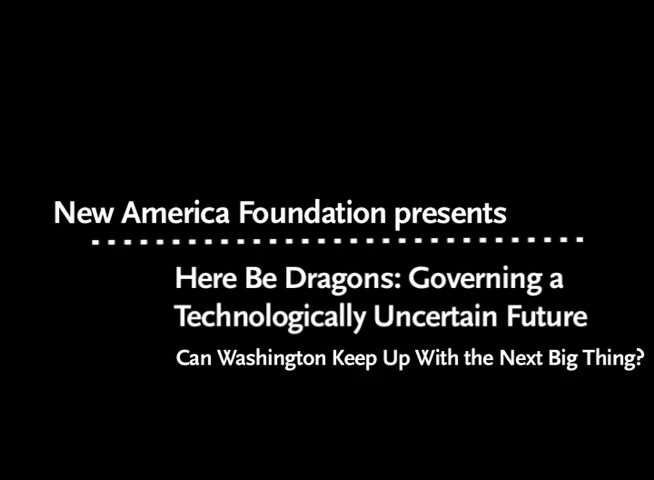 New America Foundation presents
Here Be Dragons: Governing a
Technologically Uncertain Future
Can Washington Keep Up With the Next Big Thing?